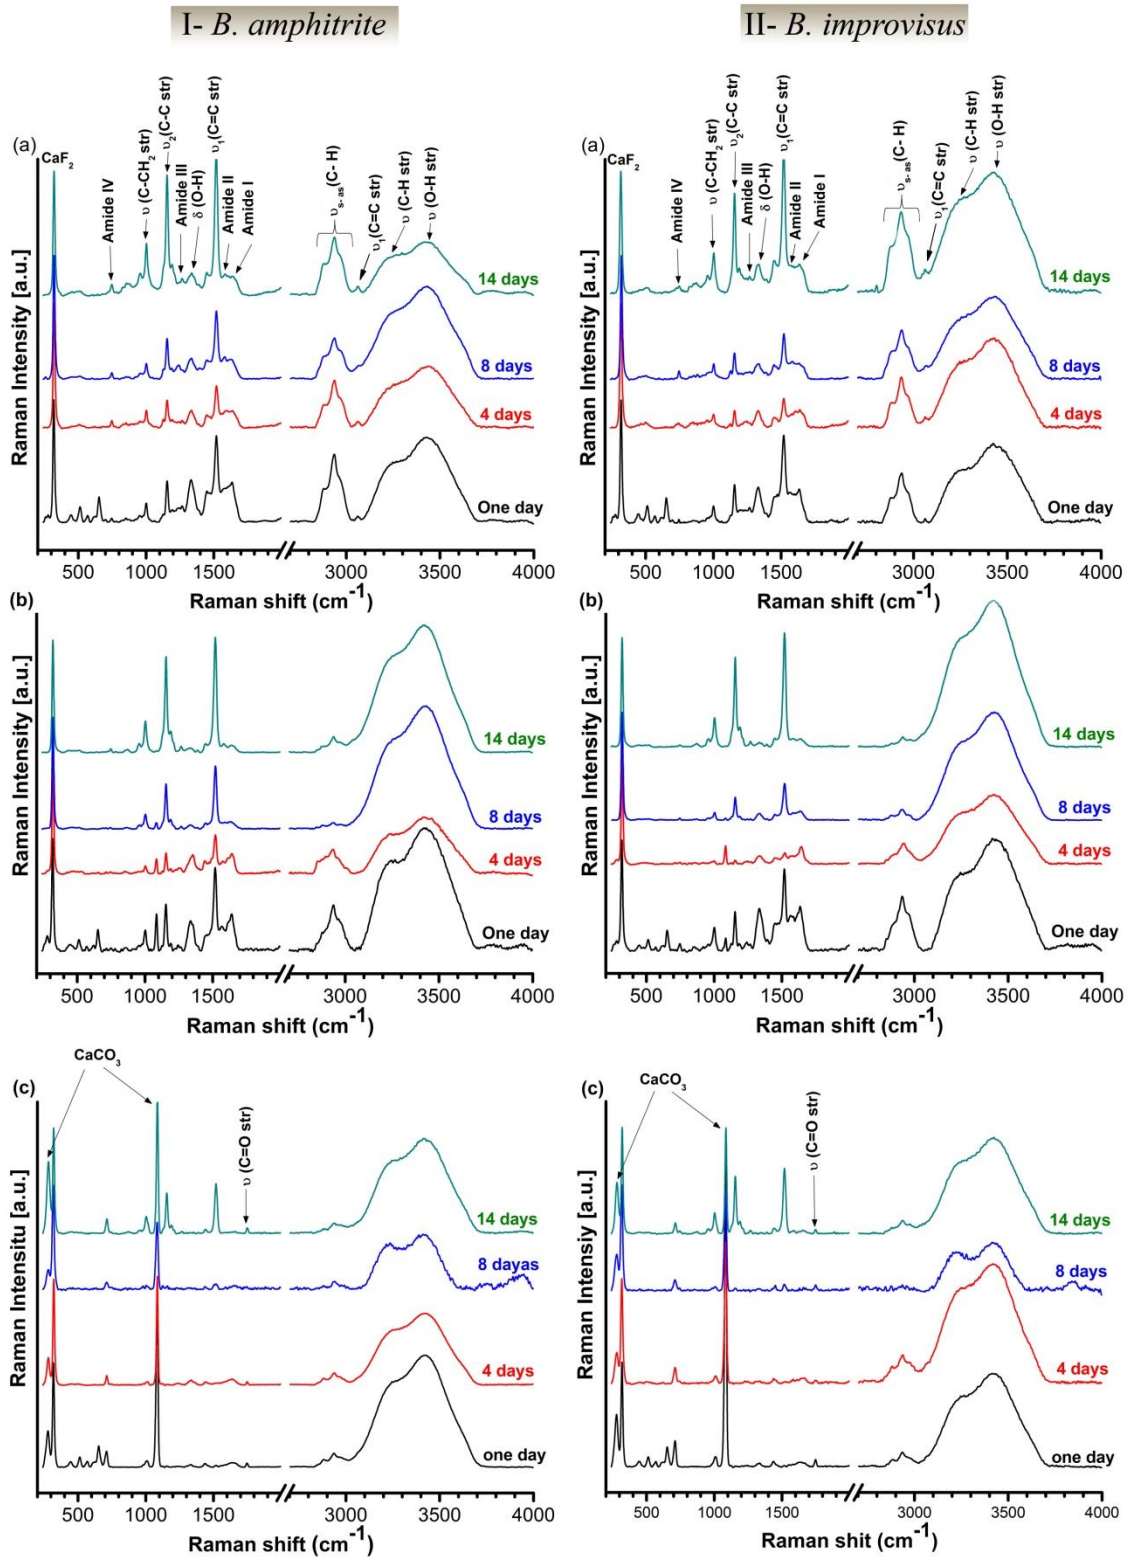 I- B. amphitrite
II- B. improvisus
(a)
CaF2
Amide IV
υ (C-CH2 str)
υ2(C-C str)
Amide III
δ (O-H)
υ1(C=C str)
Amide II
Amide I
υs- as(C- H)
υ1(C=C str)
υ (C-H str)
υ (O-H str)
14 days
8 days
4 days
One day
Raman Intensity [a.u.]
500 1000 1500 3000 3500 4000
Raman shift (cm-1)
(a)
CaF2
Amide IV
υ (C-CH2 str)
υ2(C-C str)
Amide III
δ (O-H)
υ1(C=C str)
Amide II
Amide I
υs- as(C- H)
υ1(C=C str)
υ (C-H str)
υ (O-H str)
14 days
8 days
4 days
One day
Raman Intensity [a.u.]
500 1000 1500 3000 3500 4000
Raman shift (cm-1)
(b)
14 days
8 days
4 days
One day
Raman Intensity [a.u.]
500 1000 1500 3000 3500 4000
Raman shift (cm-1)
(b)
14 days
8 days
4 days
One day
Raman Intensity [a.u.]
500 1000 1500 3000 3500 4000
Raman shift (cm-1)
(c)
CaCO3
υ (C=O str)
14 days
8 dayas
4 days
one day
Raman Intensitu [a.u.]
500 1000 1500 3000 3500 4000
Raman shift (cm-1)
(c)
CaCO3
υ (C=O str)
14 days
8 days
4 days
one day
Raman Intensiy [a.u.]
500 1000 1500 3000 3500 4000
Raman shit (cm-1)